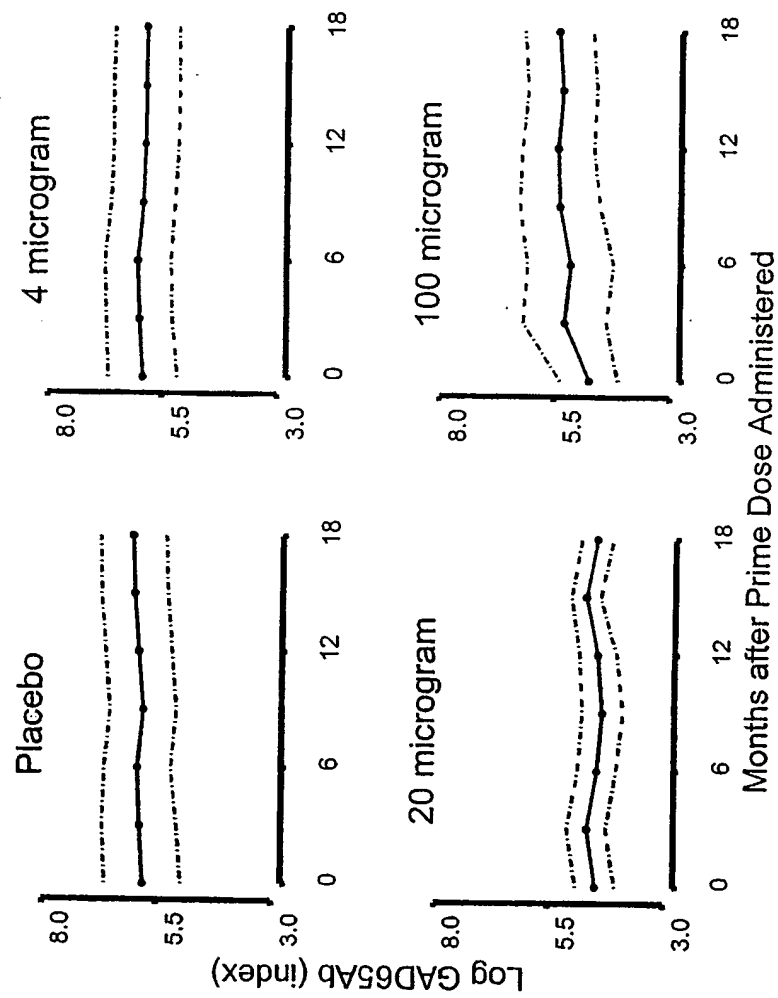 Log GAD65Ab (index)
Placebo
8.0
5.5
3.0
0 6 12 18
4 microgram
8.0
5.5
3.0
0 6 12 18
20 microgram
8.0
5.5
3.0
0 6 12 18
100 microgram
8.0
5.5
3.0
0 6 12 18
Months after Prime Dose Administered